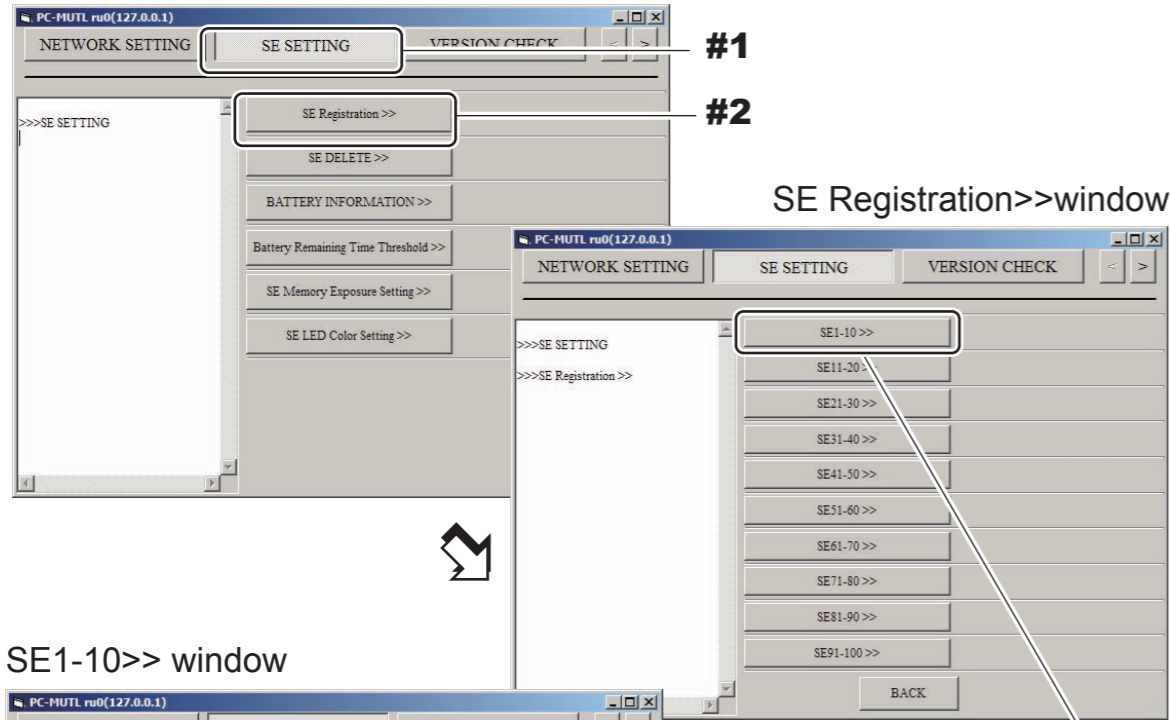 PC-MUTL ru0(127.0.0.1)
NETWORK SETTING
SE SETTING
VERSION CHECK
< >
#1
>>>SE SETTING
SE Registration >>
#2
SE DELETE >>
BATTERY INFORMATION >>
Battery Remaining Time Threshold >>
SE Memory Exposure Setting >>
SE LED Color Setting >>
SE Registration>>window
PC-MUTL ru0(127.0.0.1)
NETWORK SETTING
SE SETTING
VERSION CHECK
< >
>>>SE SETTING
>>>SE Registration >>
SE1-10 >>
SE11-20 >>
SE21-30 >>
SE31-40 >>
SE41-50 >>
SE51-60 >>
SE61-70 >>
SE71-80 >>
SE81-90 >>
SE91-100 >>
BACK
SE1-10>> window
PC-MUTL ru0(127.0.0.1)